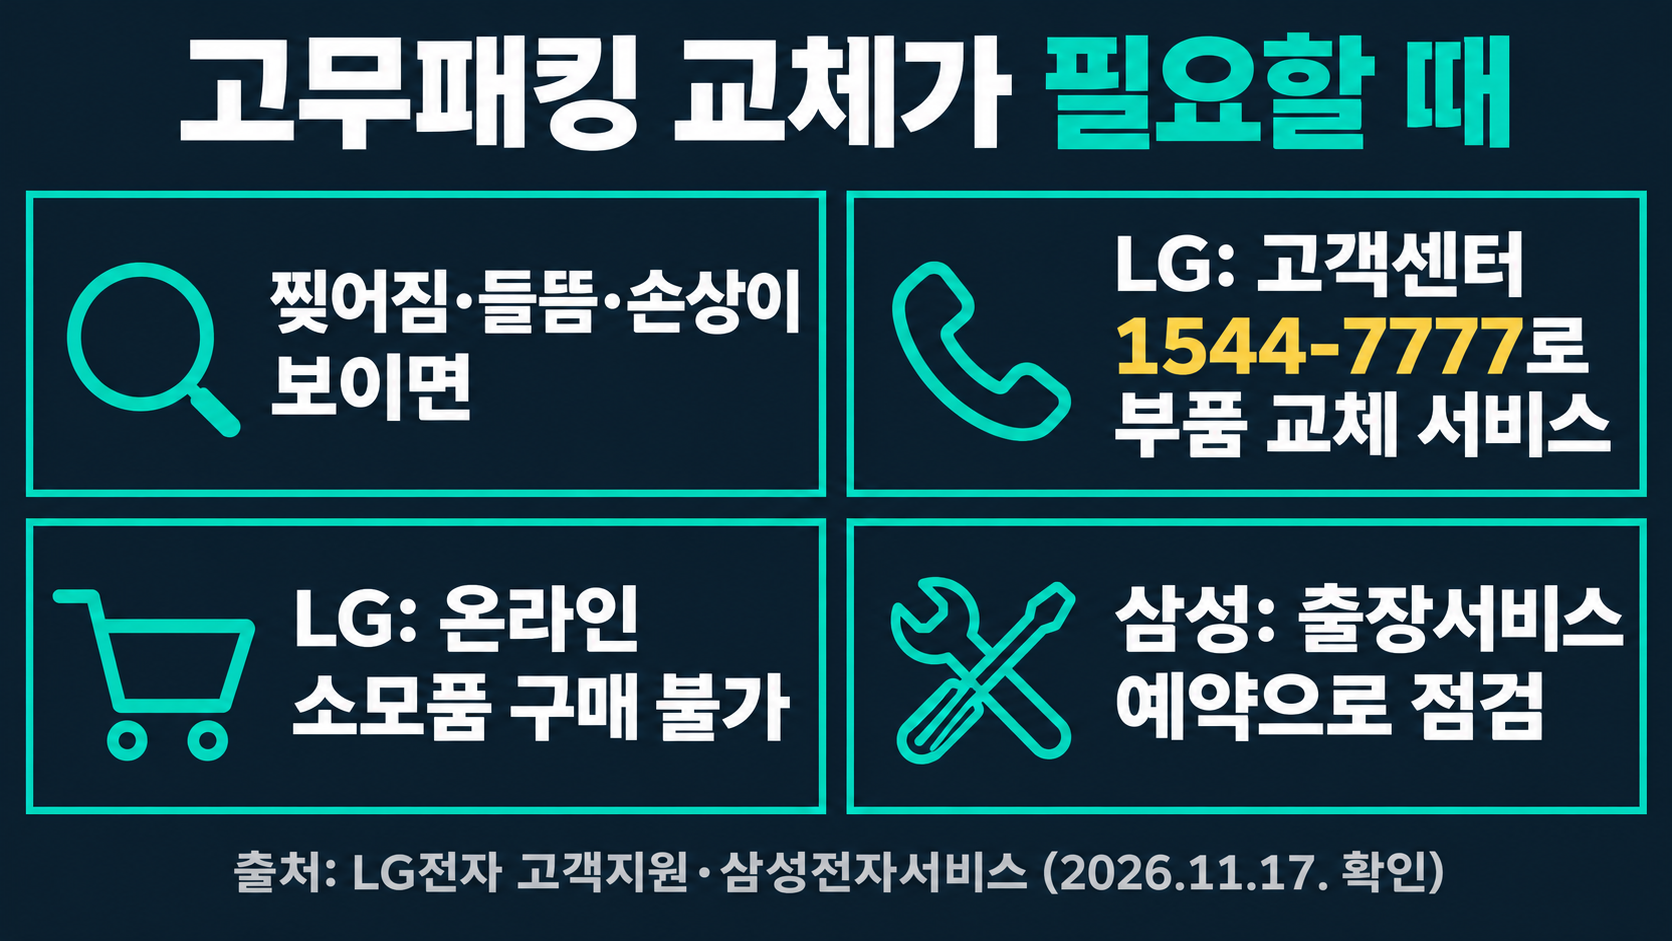 고무패킹 교체가 필요할 때
찢어짐·들뜸·손상이
보이면
LG: 고객센터
1544-7777로
부품 교체 서비스
LG: 온라인
소모품 구매 불가
삼성: 출장서비스
예약으로 점검
출처: LG전자 고객지원·삼성전자서비스 (2026.11.17. 확인)